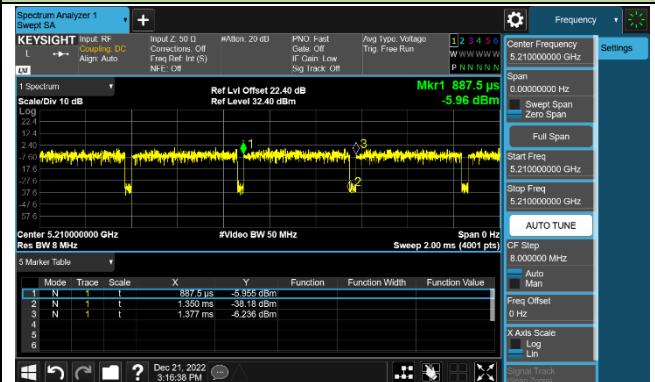 Spectrum Analyzer 1
Swept SA
+
Frequency
KEYSIGHT
L
LXI
Input: RF
Coupling: DC
Align: Auto
Input Z: 50 Ω
Corrections: Off
Freq Ref: Int (S)
NFE: Off
#Atten: 20 dB
PNO: Fast
Gate: Off
IF Gain: Low
Sig Track: Off
Avg Type: Voltage
Trig: Free Run
1 2 3 4 5 6
W W W W W W
P N N N N N
1 Spectrum
Scale/Div 10 dB
Log
Ref Lvl Offset 22.40 dB
Ref Level 32.40 dBm
Mkr1 887.5 µs
-5.96 dBm
22.4
12.4
2.40
-7.60
-17.6
-27.6
-37.6
-47.6
-57.6
1
3
2
Center 5.210000000 GHz
Res BW 8 MHz
#Video BW 50 MHz
Span 0 Hz
Sweep 2.00 ms (4001 pts)
5 Marker Table
Mode Trace Scale X Y Function Function Width Function Value
1 N 1 t 887.5 µs -5.955 dBm
2 N 1 t 1.350 ms -38.18 dBm
3 N 1 t 1.377 ms -6.236 dBm
4
5
6
?
Dec 21, 2022
3:16:38 PM
Center Frequency
5.210000000 GHz
Span
0.00000000 Hz
Swept Span
Zero Span
Full Span
Start Freq
5.210000000 GHz
Stop Freq
5.210000000 GHz
AUTO TUNE
CF Step
8.000000 MHz
Auto
Man
Freq Offset
0 Hz
X Axis Scale
Log
Lin
Signal Track
(Span Zoom)
Settings